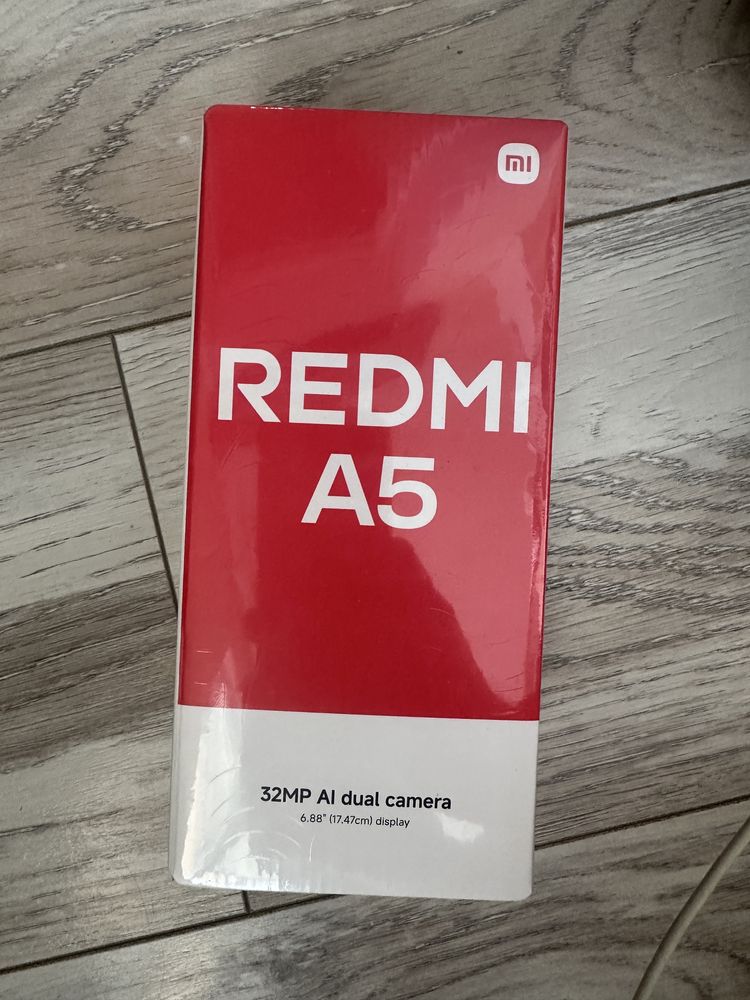 mi
REDMI
A5
32MP AI dual camera
6.88" (17.47cm) display